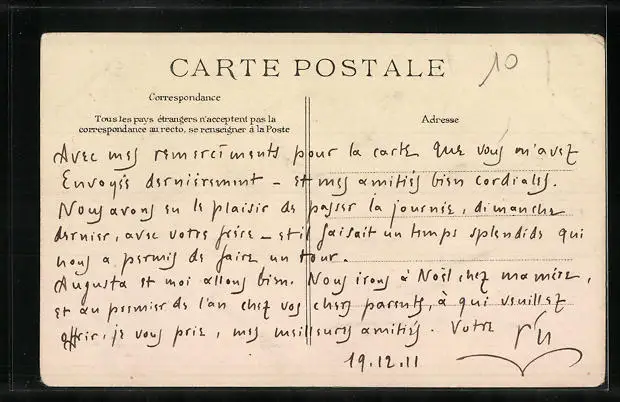 CARTE POSTALE
10
Correspondance
Tous les pays étrangers n'acceptent pas la
correspondance au recto, se renseigner à la Poste
Adresse
Avec mes remerciments pour la carte que vous m'avez
Envoyée dernièrement – et mes amitiés bien cordiales.
Nous avons eu le plaisir de passer la journée, dimanche
dernier, avec votre frère – et il faisait un temps splendide qui
nous a permis de faire un tour.
Augusta et moi allons bien. Nous irons à Noël chez ma mère,
et au premier de l'an chez vos chers parents, à qui veuillez
offrir, je vous prie, mes meilleures amitiés. Votre
19.12.11